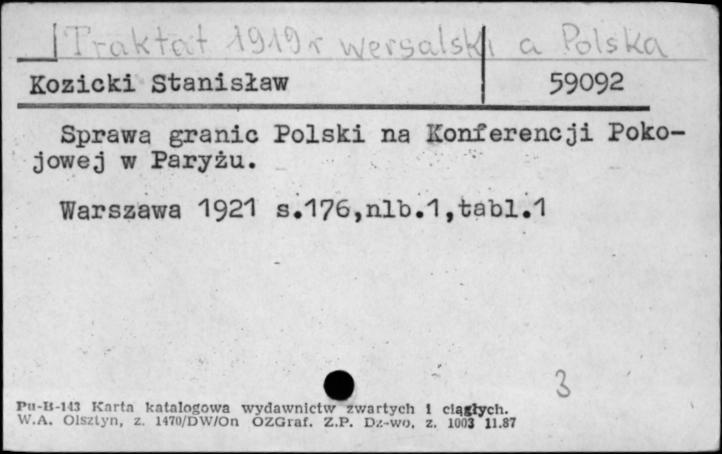 Traktat 1919 r wersalski a Polska
Kozicki Stanisław 59092
Sprawa granic Polski na Konferencji Poko-
jowej w Paryżu.
Warszawa 1921 s.176,nlb.1,tabl.1
3
Pu-B-143 Karta katalogowa wydawnictw zwartych i ciągłych.
W.A. Olsztyn, z. 1470/DW/On OZGraf. Z.P. Dz-wo, z. 1003 11.87